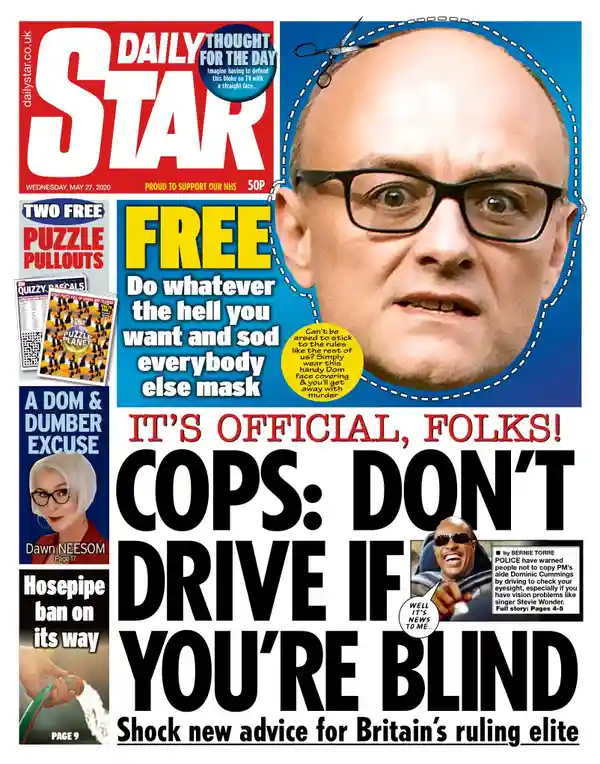 dailystar.co.uk
DAILY
STAR
THOUGHT
FOR THE DAY
Imagine having to defend
this bloke on TV with
a straight face...
WEDNESDAY, MAY 27, 2020
PROUD TO SUPPORT OUR NHS
50P
TWO FREE
PUZZLE
PULLOUTS
QUIZZY RASCALS
PUZZLE
PLANET
FREE
Do whatever
the hell you
want and sod
everybody
else mask
Can't be
arsed to stick
to the rules
like the rest of
us? Simply
wear this
handy Dom
face covering
& you'll get
away with
murder
A DOM &
DUMBER
EXCUSE
Dawn NEESOM
Page 17
Hosepipe
ban on
its way
PAGE 9
IT'S OFFICIAL, FOLKS!
COPS: DON'T
DRIVE IF
YOU'RE BLIND
WELL
IT'S
NEWS
TO ME..
■ by BERNIE TORRE
POLICE have warned
people not to copy PM's
aide Dominic Cummings
by driving to check your
eyesight, especially if you
have vision problems like
singer Stevie Wonder.
Full story: Pages 4-5
Shock new advice for Britain's ruling elite